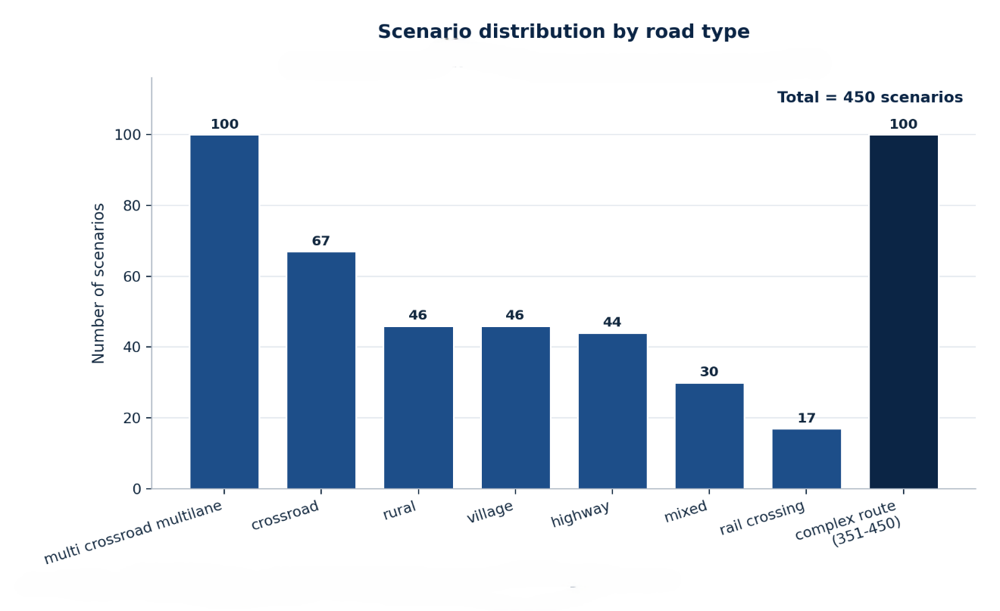 Scenario distribution by road type
Total = 450 scenarios
Number of scenarios
100
80
60
40
20
0
100
67
46
46
44
30
17
100
multi crossroad multilane
crossroad
rural
village
highway
mixed
rail crossing
complex route
(351-450)